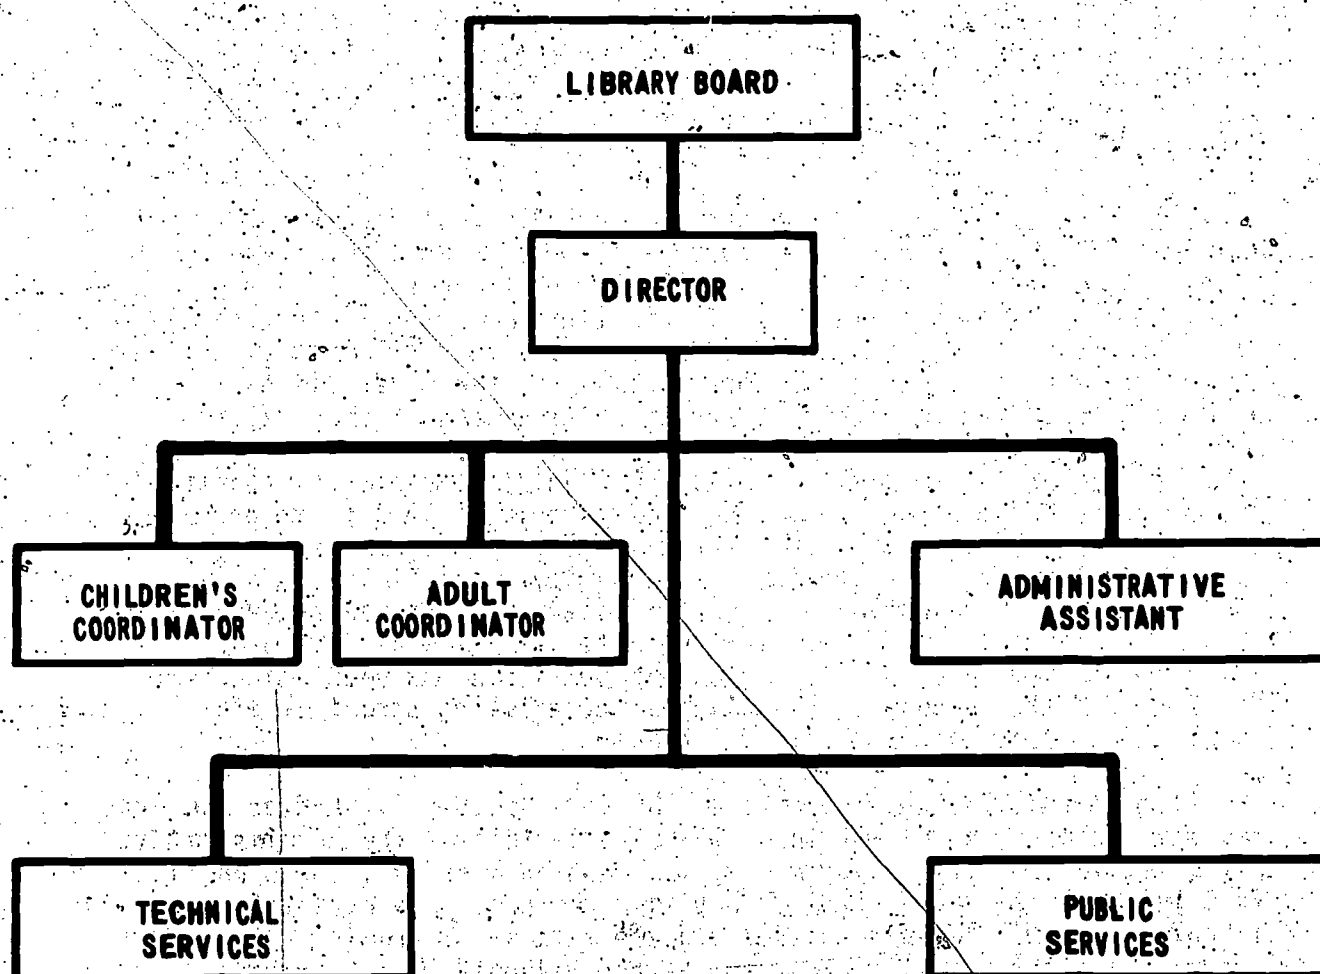 LIBRARY BOARD
DIRECTOR
CHILDREN'S
COORDINATOR
ADULT
COORDINATOR
ADMINISTRATIVE
ASSISTANT
TECHNICAL
SERVICES
PUBLIC
SERVICES